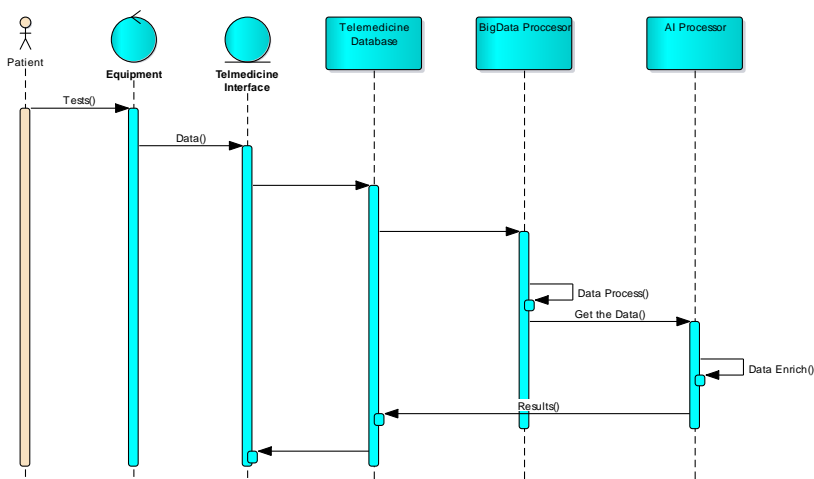 Patient
Equipment
Telmedicine
Interface
Telemedicine
Database
BigData Proccesor
AI Processor
Tests()
Data()
Data Process()
Get the Data()
Data Enrich()
Results()